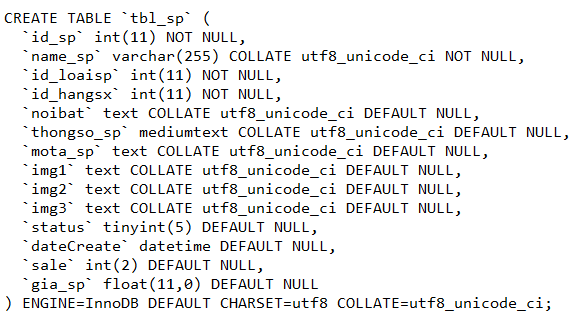 CREATE TABLE `tbl_sp` (
  `id_sp` int(11) NOT NULL,
  `name_sp` varchar(255) COLLATE utf8_unicode_ci NOT NULL,
  `id_loaisp` int(11) NOT NULL,
  `id_hangsx` int(11) NOT NULL,
  `noibat` text COLLATE utf8_unicode_ci DEFAULT NULL,
  `thongso_sp` mediumtext COLLATE utf8_unicode_ci DEFAULT NULL,
  `mota_sp` text COLLATE utf8_unicode_ci DEFAULT NULL,
  `img1` text COLLATE utf8_unicode_ci DEFAULT NULL,
  `img2` text COLLATE utf8_unicode_ci DEFAULT NULL,
  `img3` text COLLATE utf8_unicode_ci DEFAULT NULL,
  `status` tinyint(5) DEFAULT NULL,
  `dateCreate` datetime DEFAULT NULL,
  `sale` int(2) DEFAULT NULL,
  `gia_sp` float(11,0) DEFAULT NULL
) ENGINE=InnoDB DEFAULT CHARSET=utf8 COLLATE=utf8_unicode_ci;